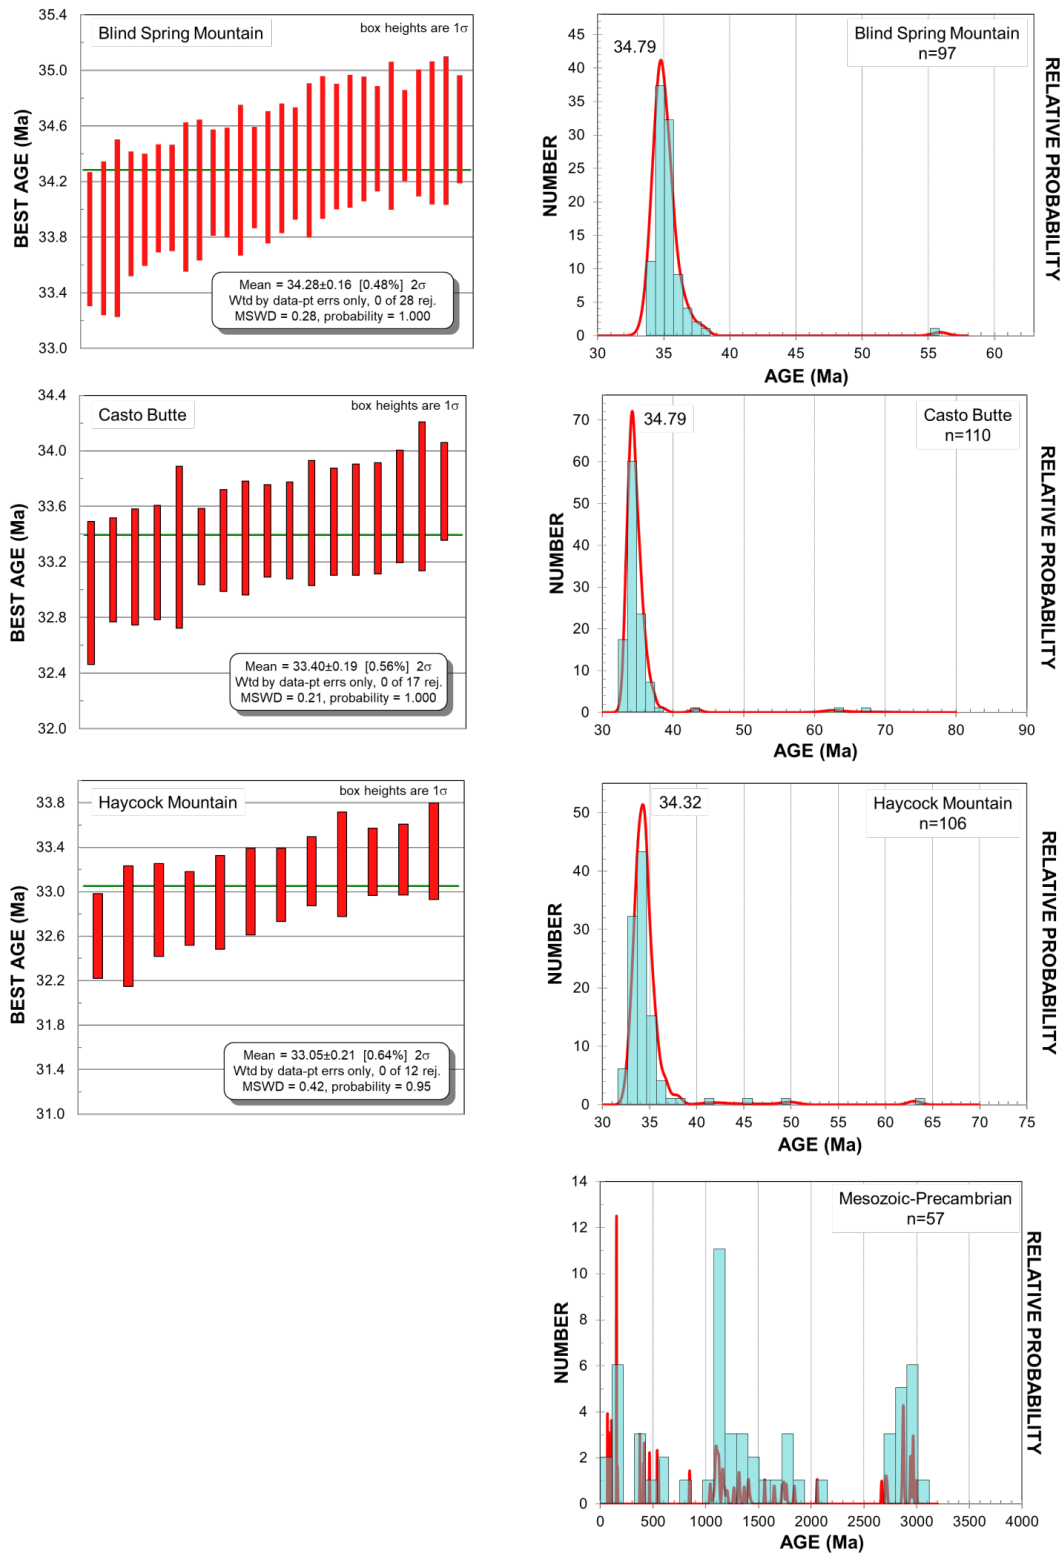 35.4
35.0
34.6
34.2
33.8
33.4
33.0
BEST AGE (Ma)
Blind Spring Mountain
box heights are 1σ
Mean = 34.28±0.16 [0.48%] 2σ
Wtd by data-pt errs only, 0 of 28 rej.
MSWD = 0.28, probability = 1.000
45
40
35
30
25
20
15
10
5
0
NUMBER
34.79
Blind Spring Mountain
n=97
RELATIVE PROBABILITY
30 35 40 45 50 55 60
AGE (Ma)
34.4
34.0
33.6
33.2
32.8
32.4
32.0
BEST AGE (Ma)
Casto Butte
box heights are 1σ
Mean = 33.40±0.19 [0.56%] 2σ
Wtd by data-pt errs only, 0 of 17 rej.
MSWD = 0.21, probability = 1.000
70
60
50
40
30
20
10
0
NUMBER
34.79
Casto Butte
n=110
RELATIVE PROBABILITY
30 40 50 60 70 80 90
AGE (Ma)
33.8
33.4
33.0
32.6
32.2
31.8
31.4
31.0
BEST AGE (Ma)
Haycock Mountain
box heights are 1σ
Mean = 33.05±0.21 [0.64%] 2σ
Wtd by data-pt errs only, 0 of 12 rej.
MSWD = 0.42, probability = 0.95
50
40
30
20
10
0
NUMBER
34.32
Haycock Mountain
n=106
RELATIVE PROBABILITY
30 35 40 45 50 55 60 65 70 75
AGE (Ma)
14
12
10
8
6
4
2
0
NUMBER
Mesozoic-Precambrian
n=57
RELATIVE PROBABILITY
0 500 1000 1500 2000 2500 3000 3500 4000
AGE (Ma)